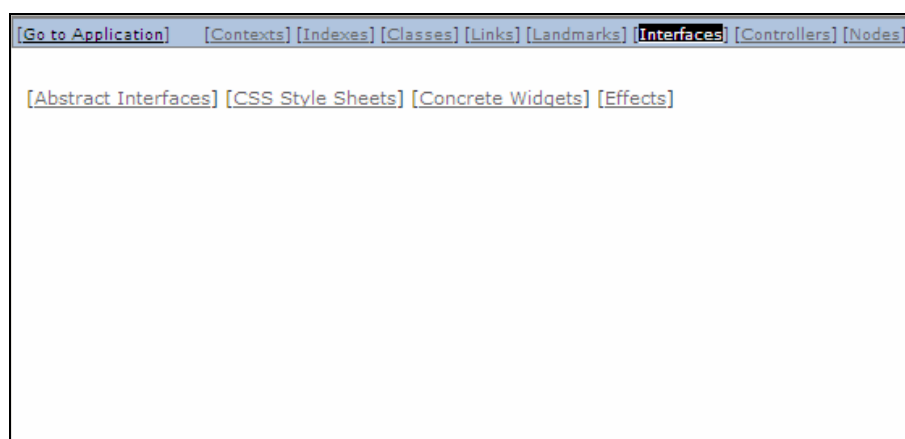 [Go to Application] [Contexts] [Indexes] [Classes] [Links] [Landmarks] [Interfaces] [Controllers] [Nodes]
[Abstract Interfaces] [CSS Style Sheets] [Concrete Widgets] [Effects]